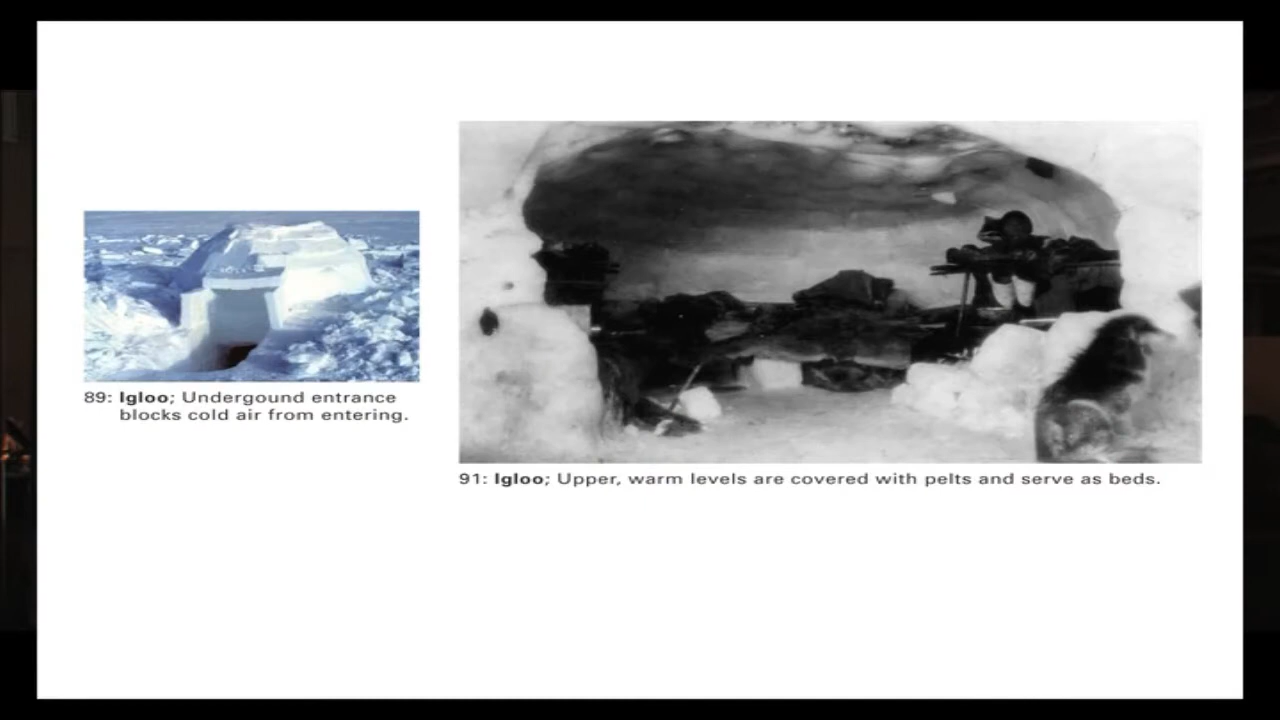 89: Igloo; Undergound entrance
blocks cold air from entering.
91: Igloo; Upper, warm levels are covered with pelts and serve as beds.